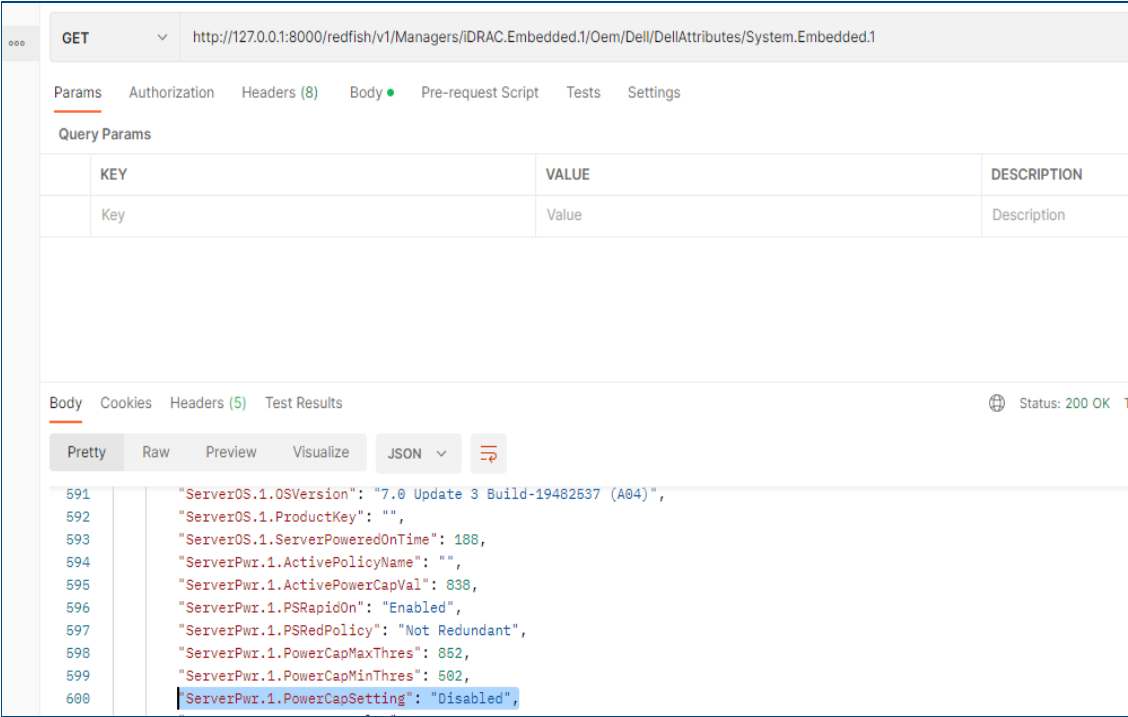 ooo
GET http://127.0.0.1:8000/redfish/v1/Managers/iDRAC.Embedded.1/Oem/Dell/DellAttributes/System.Embedded.1
Params Authorization Headers (8) Body Pre-request Script Tests Settings
Query Params
KEY VALUE DESCRIPTION
Key Value Description
Body Cookies Headers (5) Test Results Status: 200 OK T
Pretty Raw Preview Visualize JSON
591 "ServerOS.1.OSVersion": "7.0 Update 3 Build-19482537 (A04)",
592 "ServerOS.1.ProductKey": "",
593 "ServerOS.1.ServerPoweredOnTime": 188,
594 "ServerPwr.1.ActivePolicyName": "",
595 "ServerPwr.1.ActivePowerCapVal": 838,
596 "ServerPwr.1.PSRapidOn": "Enabled",
597 "ServerPwr.1.PSRedPolicy": "Not Redundant",
598 "ServerPwr.1.PowerCapMaxThres": 852,
599 "ServerPwr.1.PowerCapMinThres": 502,
600 "ServerPwr.1.PowerCapSetting": "Disabled",